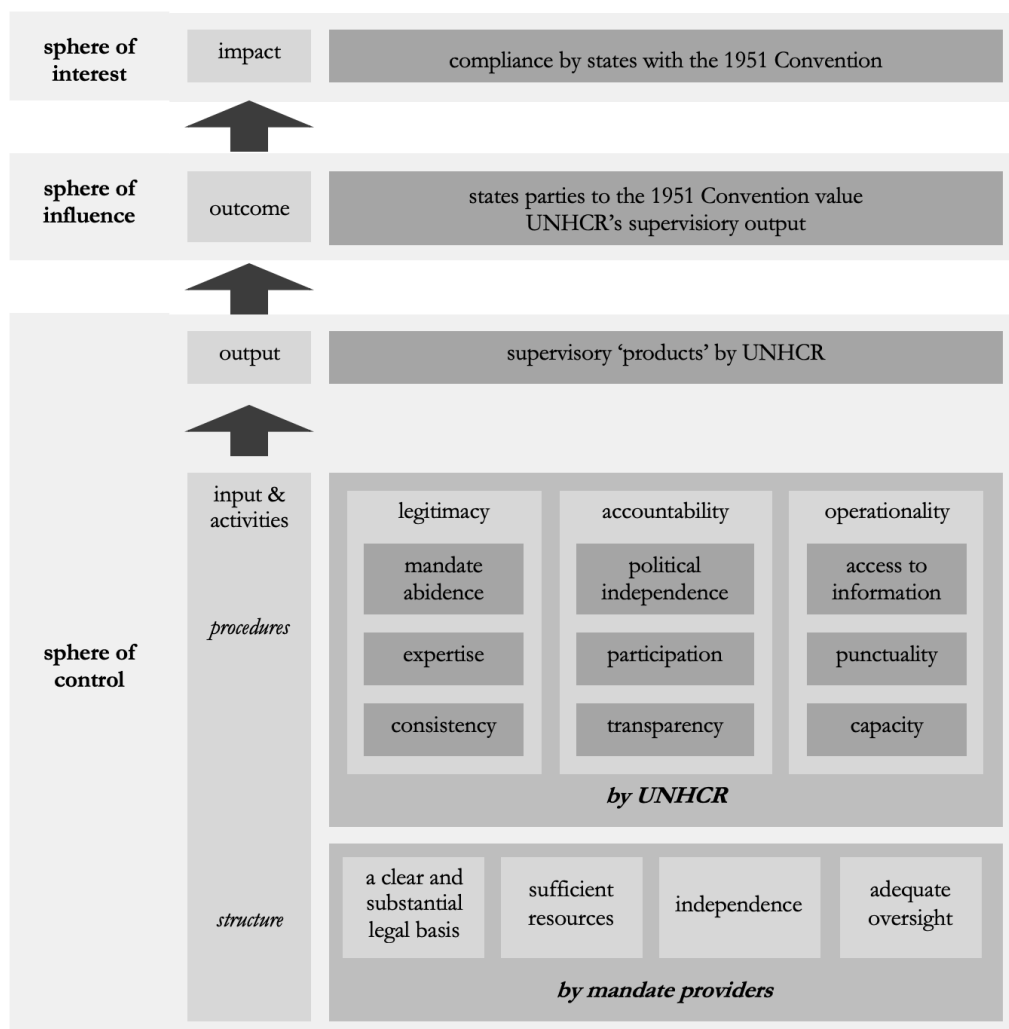 sphere of
interest
impact
compliance by states with the 1951 Convention
sphere of
influence
outcome
states parties to the 1951 Convention value
UNHCR’s supervisiory output
output
supervisory ‘products’ by UNHCR
sphere of
control
input &
activities
procedures
legitimacy
mandate
abidence
expertise
consistency
accountability
political
independence
participation
transparency
operationality
access to
information
punctuality
capacity
by UNHCR
structure
a clear and
substantial
legal basis
sufficient
resources
independence
adequate
oversight
by mandate providers